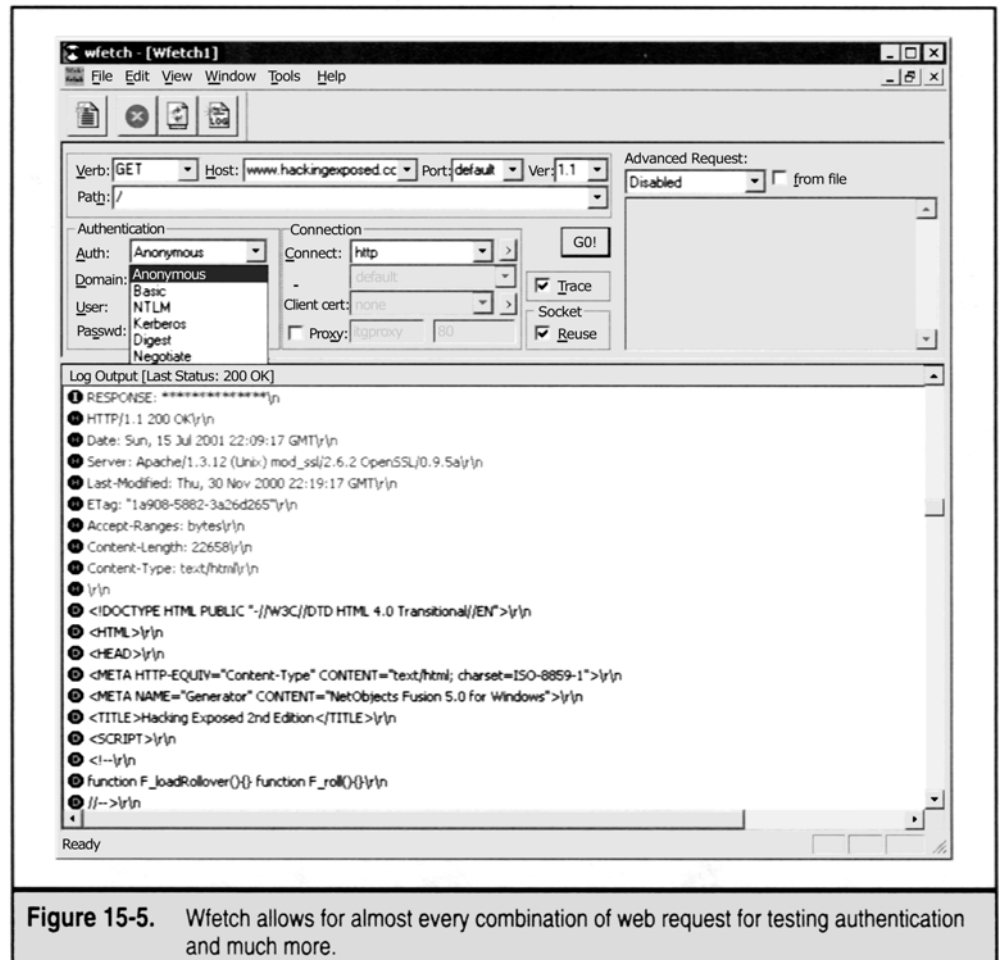 wfetch - [Wfetch1]
File Edit View Window Tools Help
LOG
Verb: GET Host: www.hackingexposed.cc Port: default Ver: 1.1
Path: /
Advanced Request:
Disabled from file
Authentication
Auth: Anonymous
Domain:
User:
Passwd:
Anonymous
Basic
NTLM
Kerberos
Digest
Negotiate
Connection
Connect: http >
- default
Client cert: none >
Proxy: itgproxy 80
GO!
Trace
Socket
Reuse
Log Output [Last Status: 200 OK]
RESPONSE: **************\n
HTTP/1.1 200 OK\r\n
Date: Sun, 15 Jul 2001 22:09:17 GMT\r\n
Server: Apache/1.3.12 (Unix) mod_ssl/2.6.2 OpenSSL/0.9.5a\r\n
Last-Modified: Thu, 30 Nov 2000 22:19:17 GMT\r\n
ETag: "1a908-5882-3a26d265"\r\n
Accept-Ranges: bytes\r\n
Content-Length: 22658\r\n
Content-Type: text/html\r\n
\r\n
<!DOCTYPE HTML PUBLIC "-//W3C//DTD HTML 4.0 Transitional//EN">\r\n
<HTML>\r\n
<HEAD>\r\n
<META HTTP-EQUIV="Content-Type" CONTENT="text/html; charset=ISO-8859-1">\r\n
<META NAME="Generator" CONTENT="NetObjects Fusion 5.0 for Windows">\r\n
<TITLE>Hacking Exposed 2nd Edition</TITLE>\r\n
<SCRIPT>\r\n
<!--\r\n
function F_loadRollover(){} function F_roll(){}\r\n
//-->\r\n
Ready
Figure 15-5. Wfetch allows for almost every combination of web request for testing authentication
and much more.